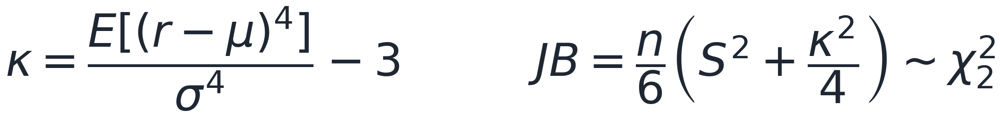 κ = E[(r − μ)⁴] / σ⁴ − 3    JB = n/6 (S² + κ²/4) ~ χ²₂